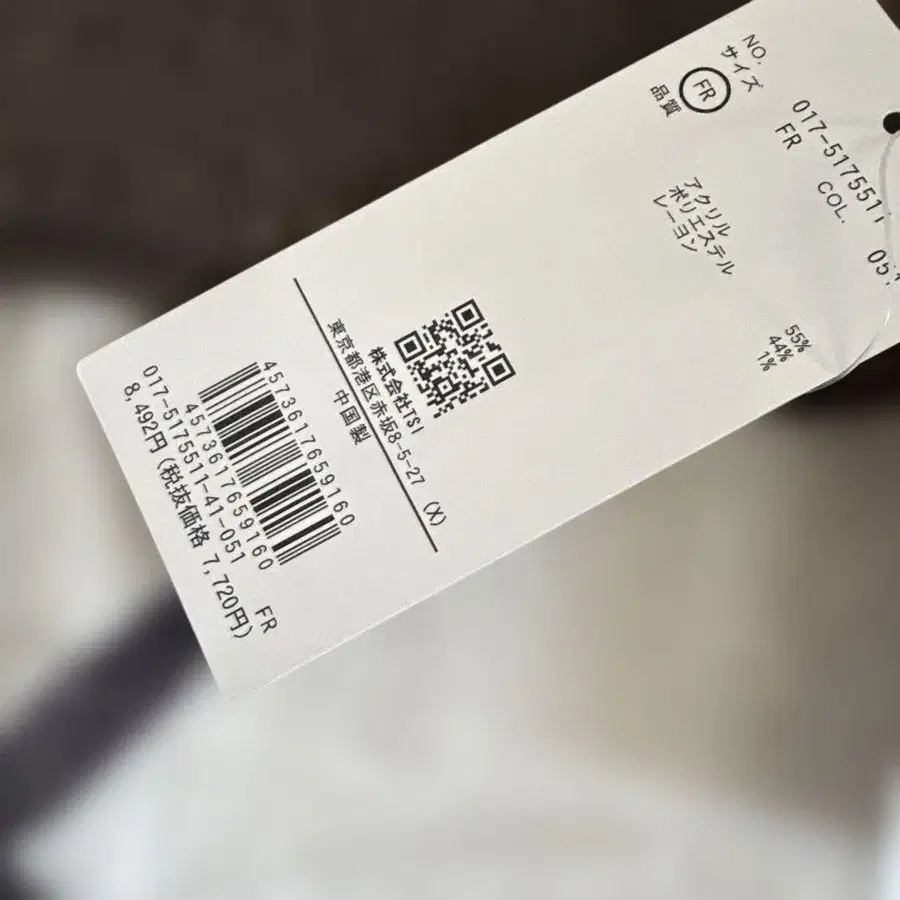 NO. 017-5175511
サイズ FR COL. 051
FR
品質
アクリル 55%
ポリエステル 44%
レーヨン 1%
株式会社TSI
東京都港区赤坂8-5-27 (X)
中国製
4573617659160
4573617659160
017-5175511-41-051 FR
8,492円(税抜価格 7,720円)